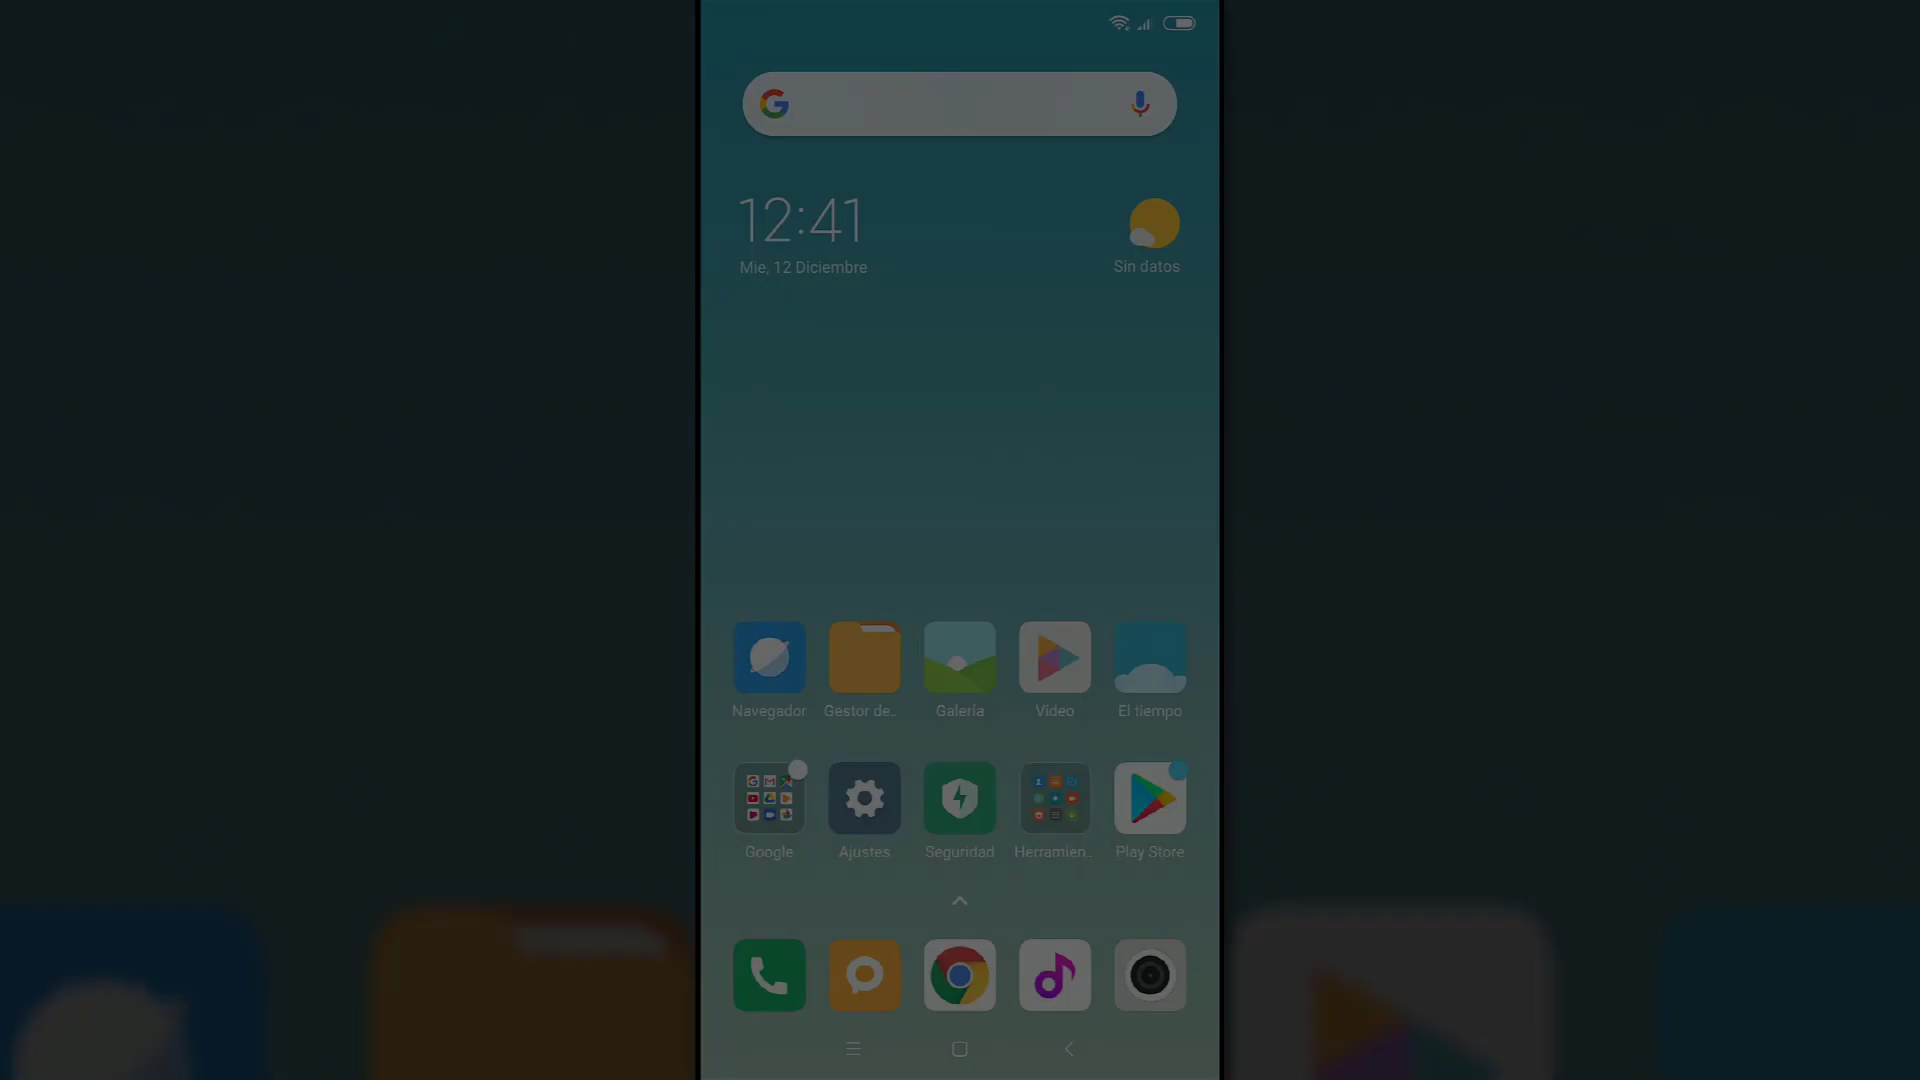 12:41
Mie, 12 Diciembre
Sin datos
Navegador
Gestor de..
Galería
Vídeo
El tiempo
Google
Ajustes
Seguridad
Herramien..
Play Store